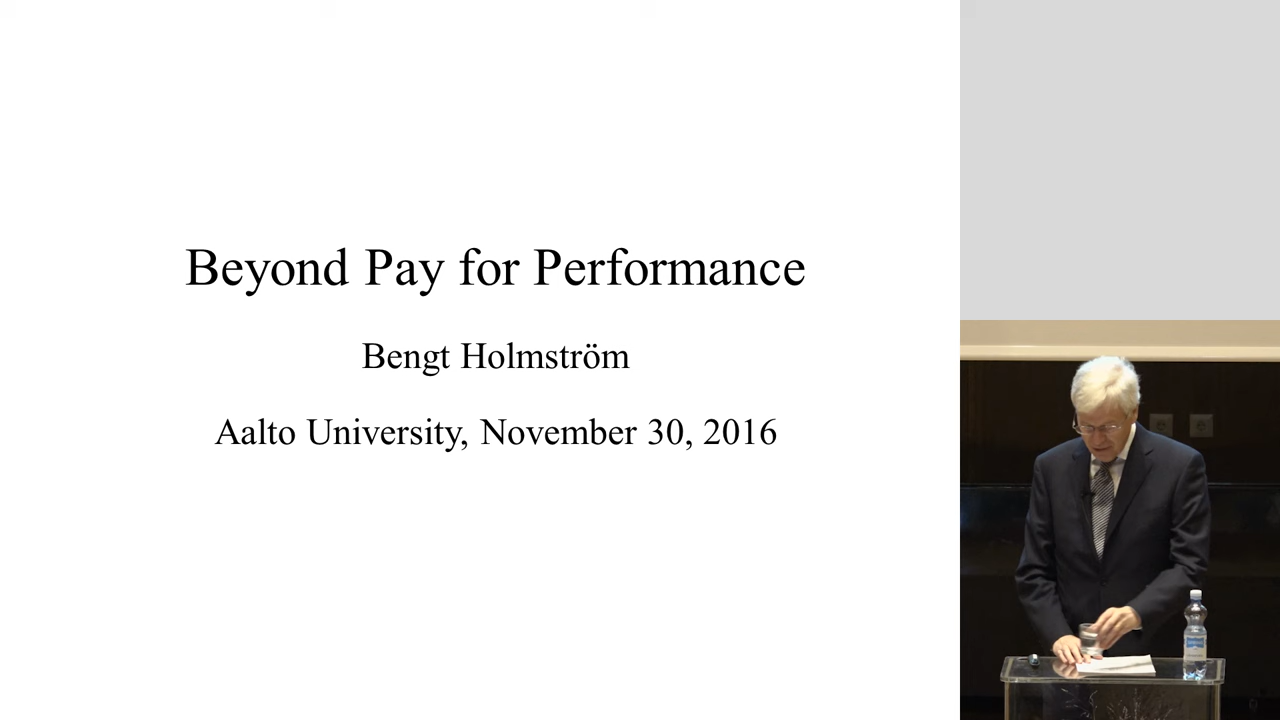 Beyond Pay for Performance
Bengt Holmström
Aalto University, November 30, 2016